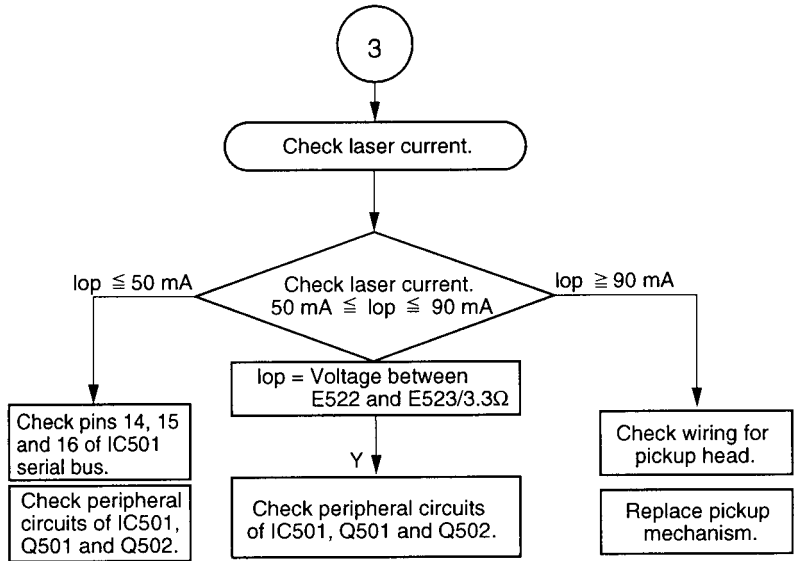 3
Check laser current.
Iop ≦ 50 mA
Check laser current.
50 mA ≦ Iop ≦ 90 mA
Iop ≧ 90 mA
Iop = Voltage between
E522 and E523/3.3Ω
Check pins 14, 15
and 16 of IC501
serial bus.
Check wiring for
pickup head.
Y
Check peripheral
circuits of IC501,
Q501 and Q502.
Check peripheral circuits
of IC501, Q501 and Q502.
Replace pickup
mechanism.